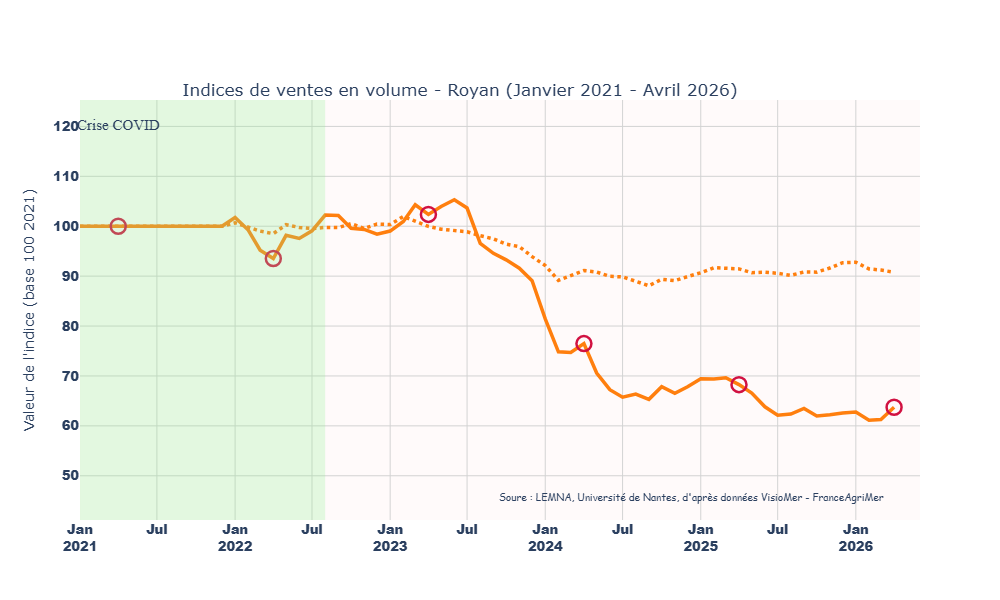 Indices de ventes en volume - Royan (Janvier 2021 - Avril 2026)
Valeur de l'indice (base 100 2021)
120
Crise COVID
110
100
90
80
70
60
50
Soure : LEMNA, Université de Nantes, d'après données VisioMer - FranceAgriMer
Jan Jul Jan Jul Jan Jul Jan Jul Jan Jul Jan
2021 2022 2023 2024 2025 2026